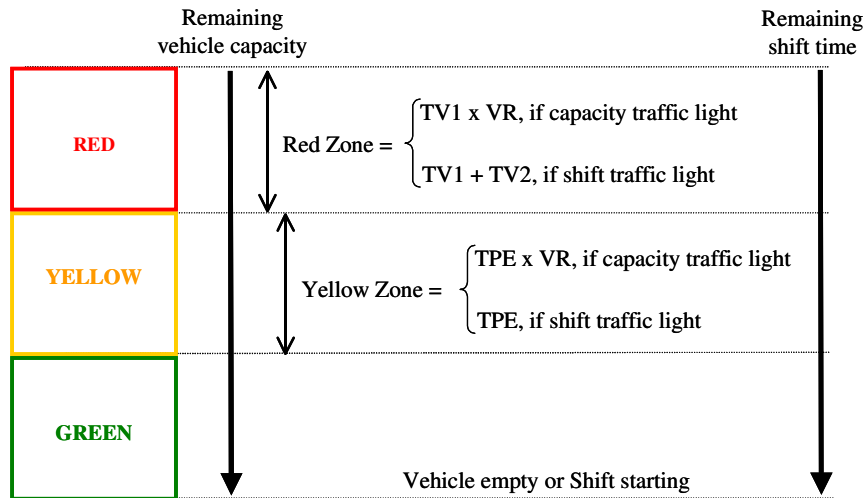 Remaining
vehicle capacity
Remaining
shift time
RED
Red Zone =
TV1 x VR, if capacity traffic light
TV1 + TV2, if shift traffic light
YELLOW
Yellow Zone =
TPE x VR, if capacity traffic light
TPE, if shift traffic light
GREEN
Vehicle empty or Shift starting